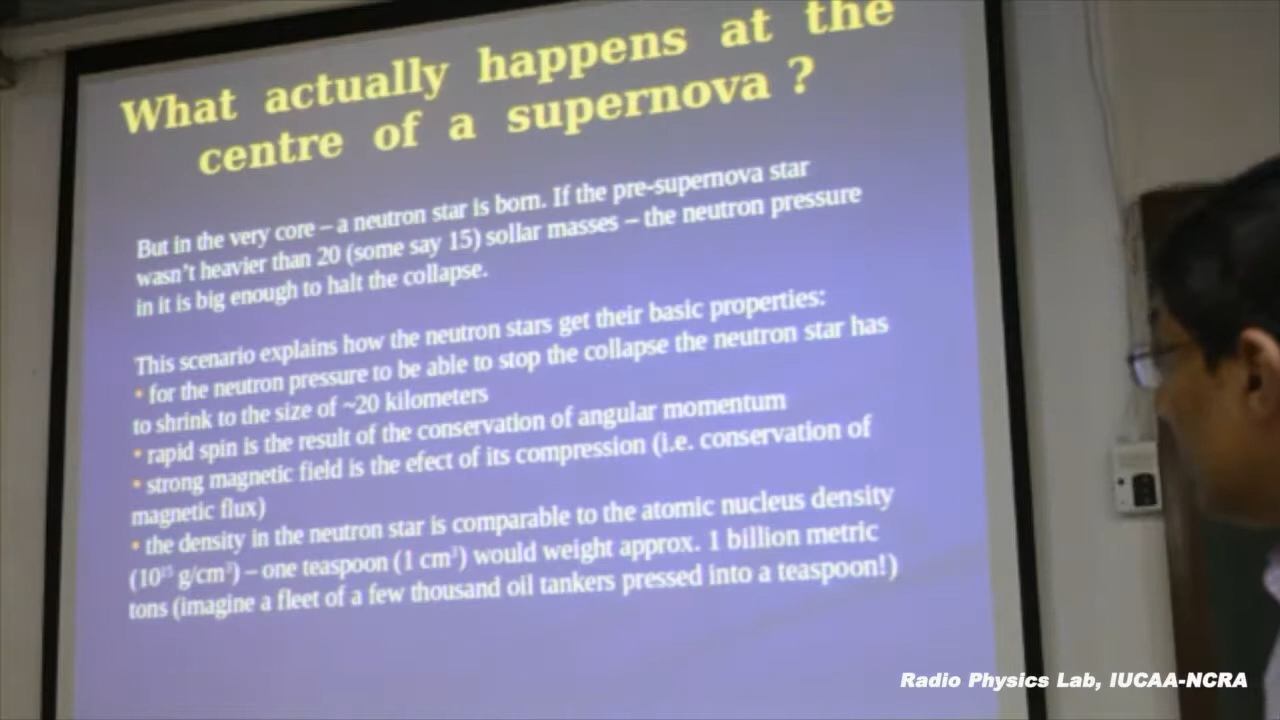 What actually happens at the
centre of a supernova ?
But in the very core – a neutron star is born. If the pre-supernova star
wasn't heavier than 20 (some say 15) sollar masses – the neutron pressure
in it is big enough to halt the collapse.
This scenario explains how the neutron stars get their basic properties:
• for the neutron pressure to be able to stop the collapse the neutron star has
to shrink to the size of ~20 kilometers
• rapid spin is the result of the conservation of angular momentum
• strong magnetic field is the efect of its compression (i.e. conservation of
magnetic flux)
• the density in the neutron star is comparable to the atomic nucleus density
(10¹⁵ g/cm³) – one teaspoon (1 cm³) would weight approx. 1 billion metric
tons (imagine a fleet of a few thousand oil tankers pressed into a teaspoon!)
Radio Physics Lab, IUCAA-NCRA